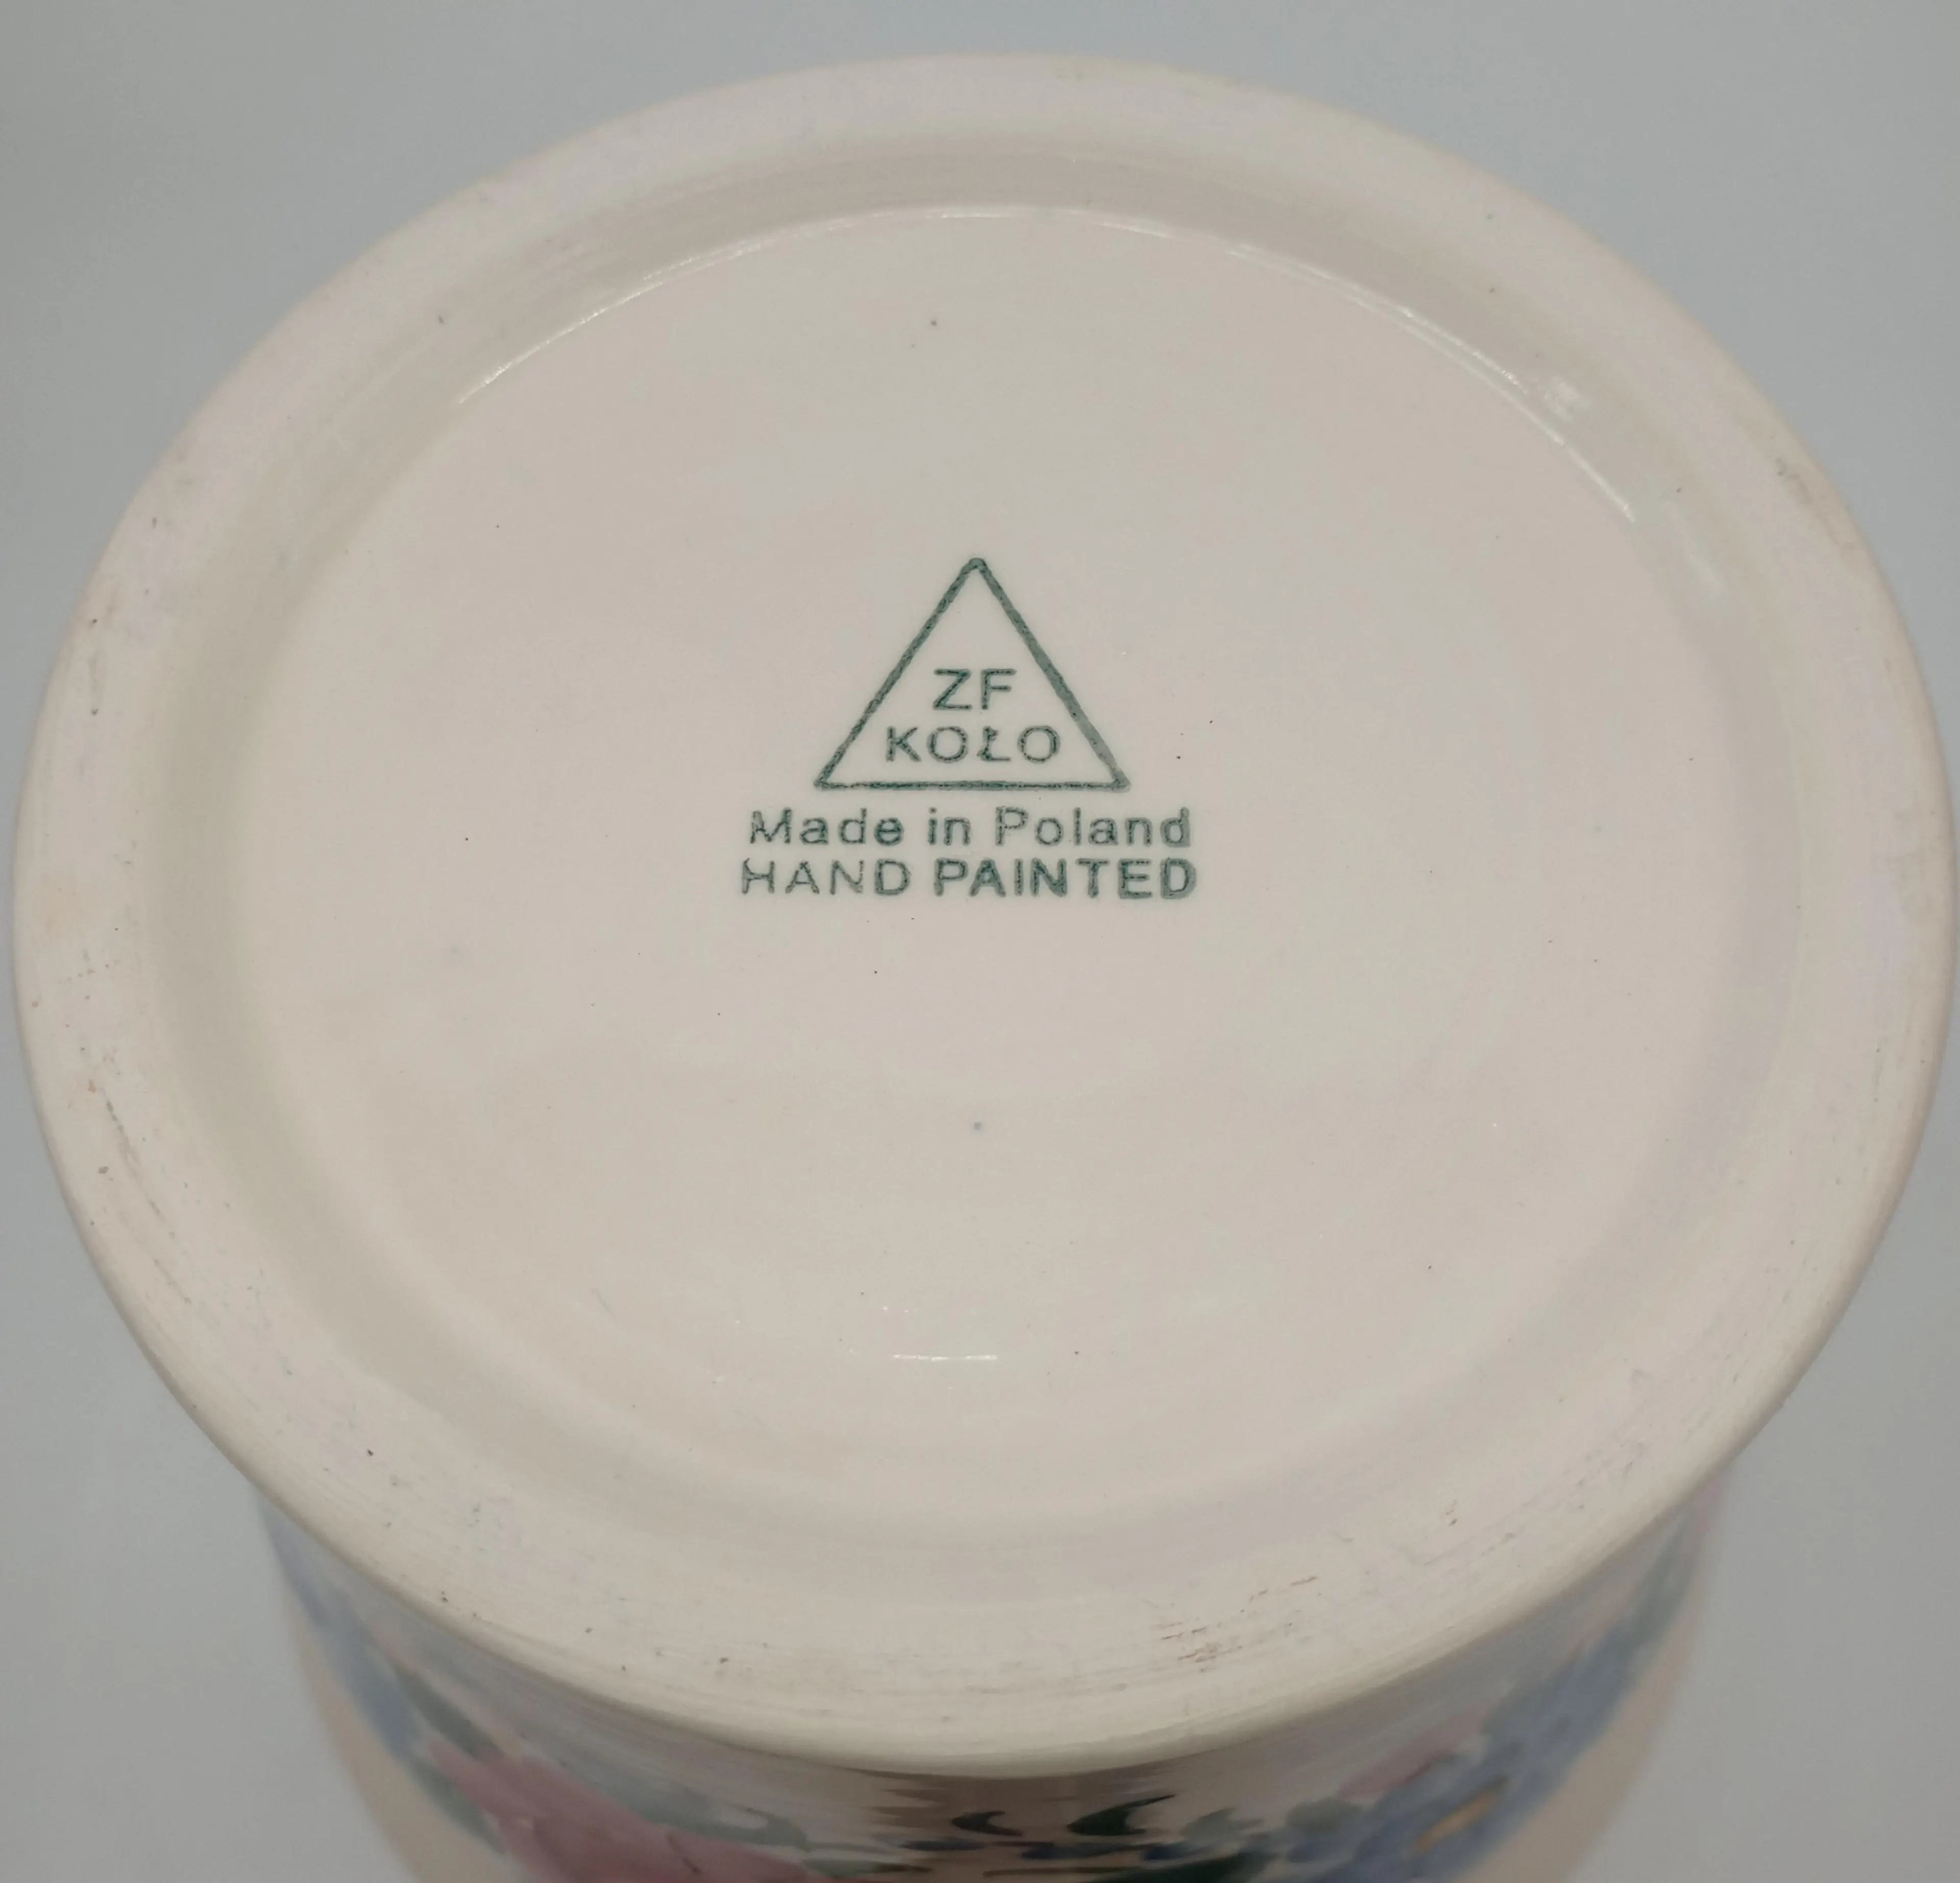 ZF
KOŁO
Made in Poland
HAND PAINTED